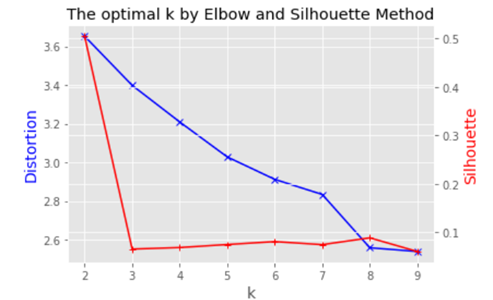 The optimal k by Elbow and Silhouette Method
Distortion
3.6
3.4
3.2
3.0
2.8
2.6
0.5
0.4
0.3
0.2
0.1
Silhouette
2 3 4 5 6 7 8 9
k